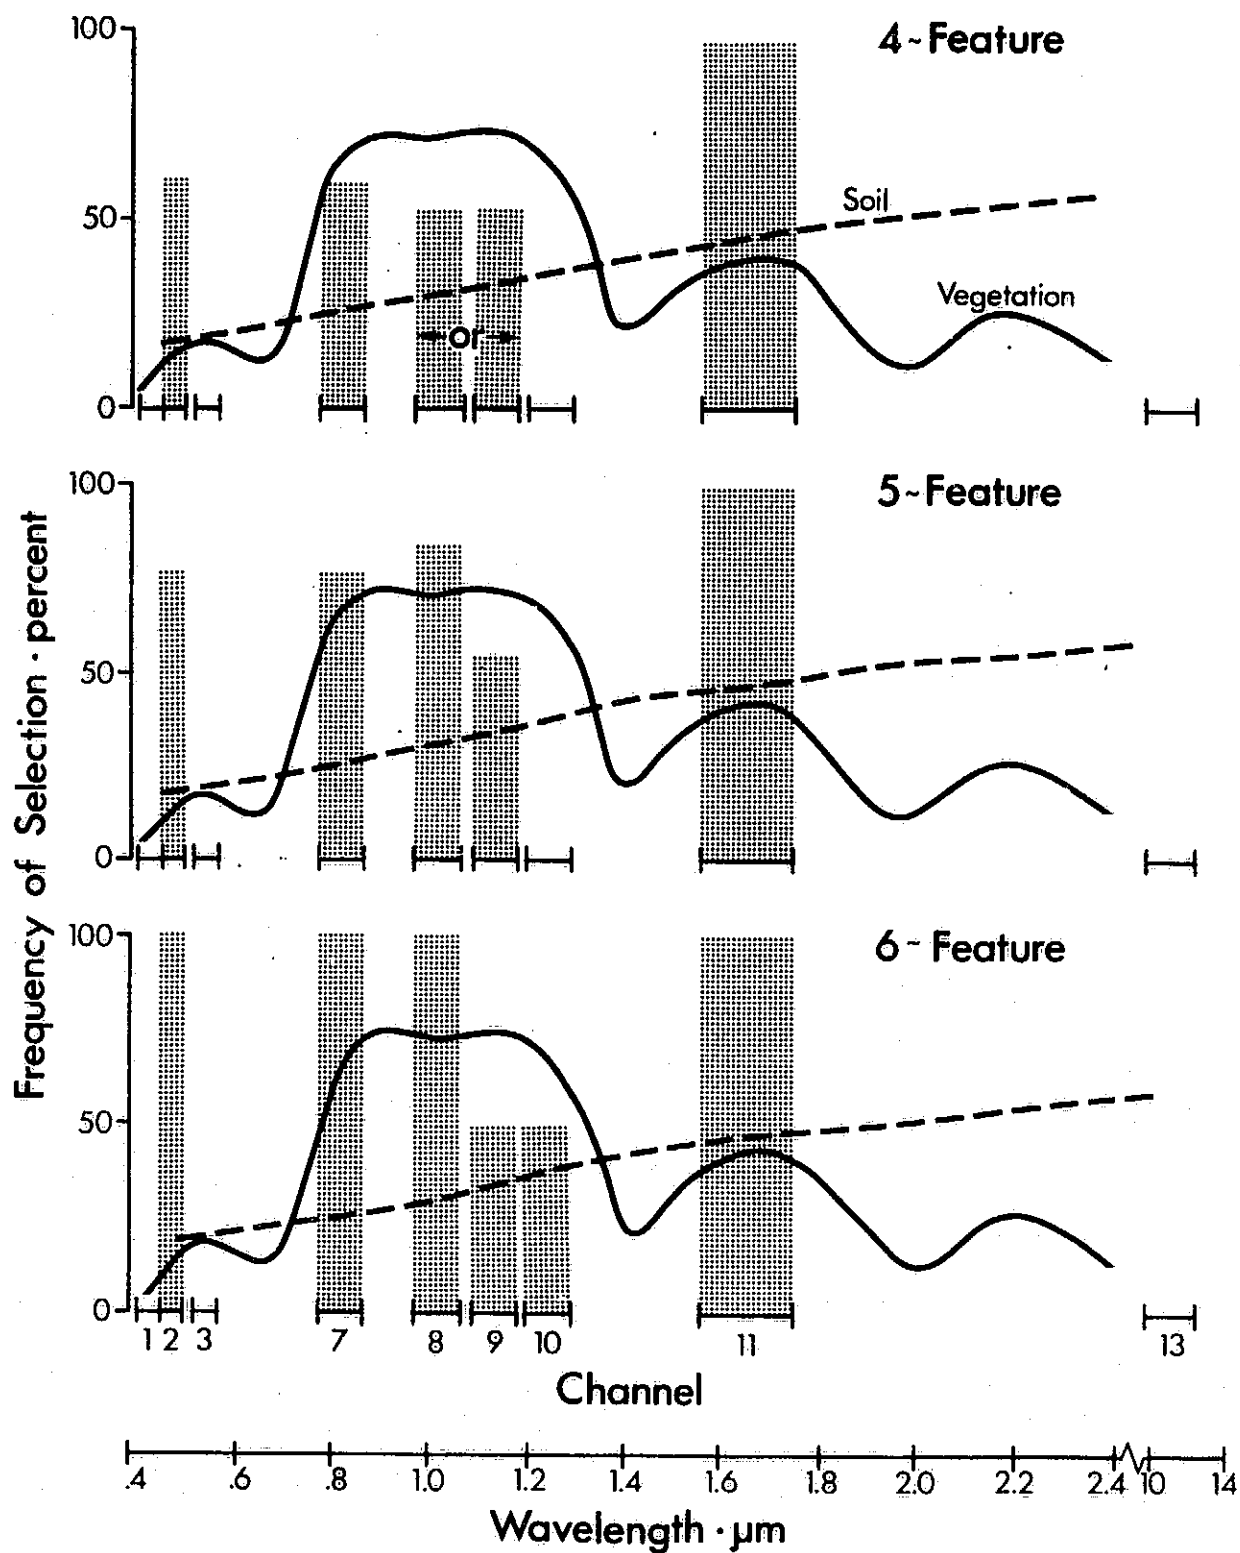 Frequency of Selection · percent
4~Feature
100
50
0
Soil
Vegetation
or
5~Feature
100
50
0
6~Feature
100
50
0
1 2 3 7 8 9 10 11 13
Channel
.4 .6 .8 1.0 1.2 1.4 1.6 1.8 2.0 2.2 2.4 10 14
Wavelength · µm